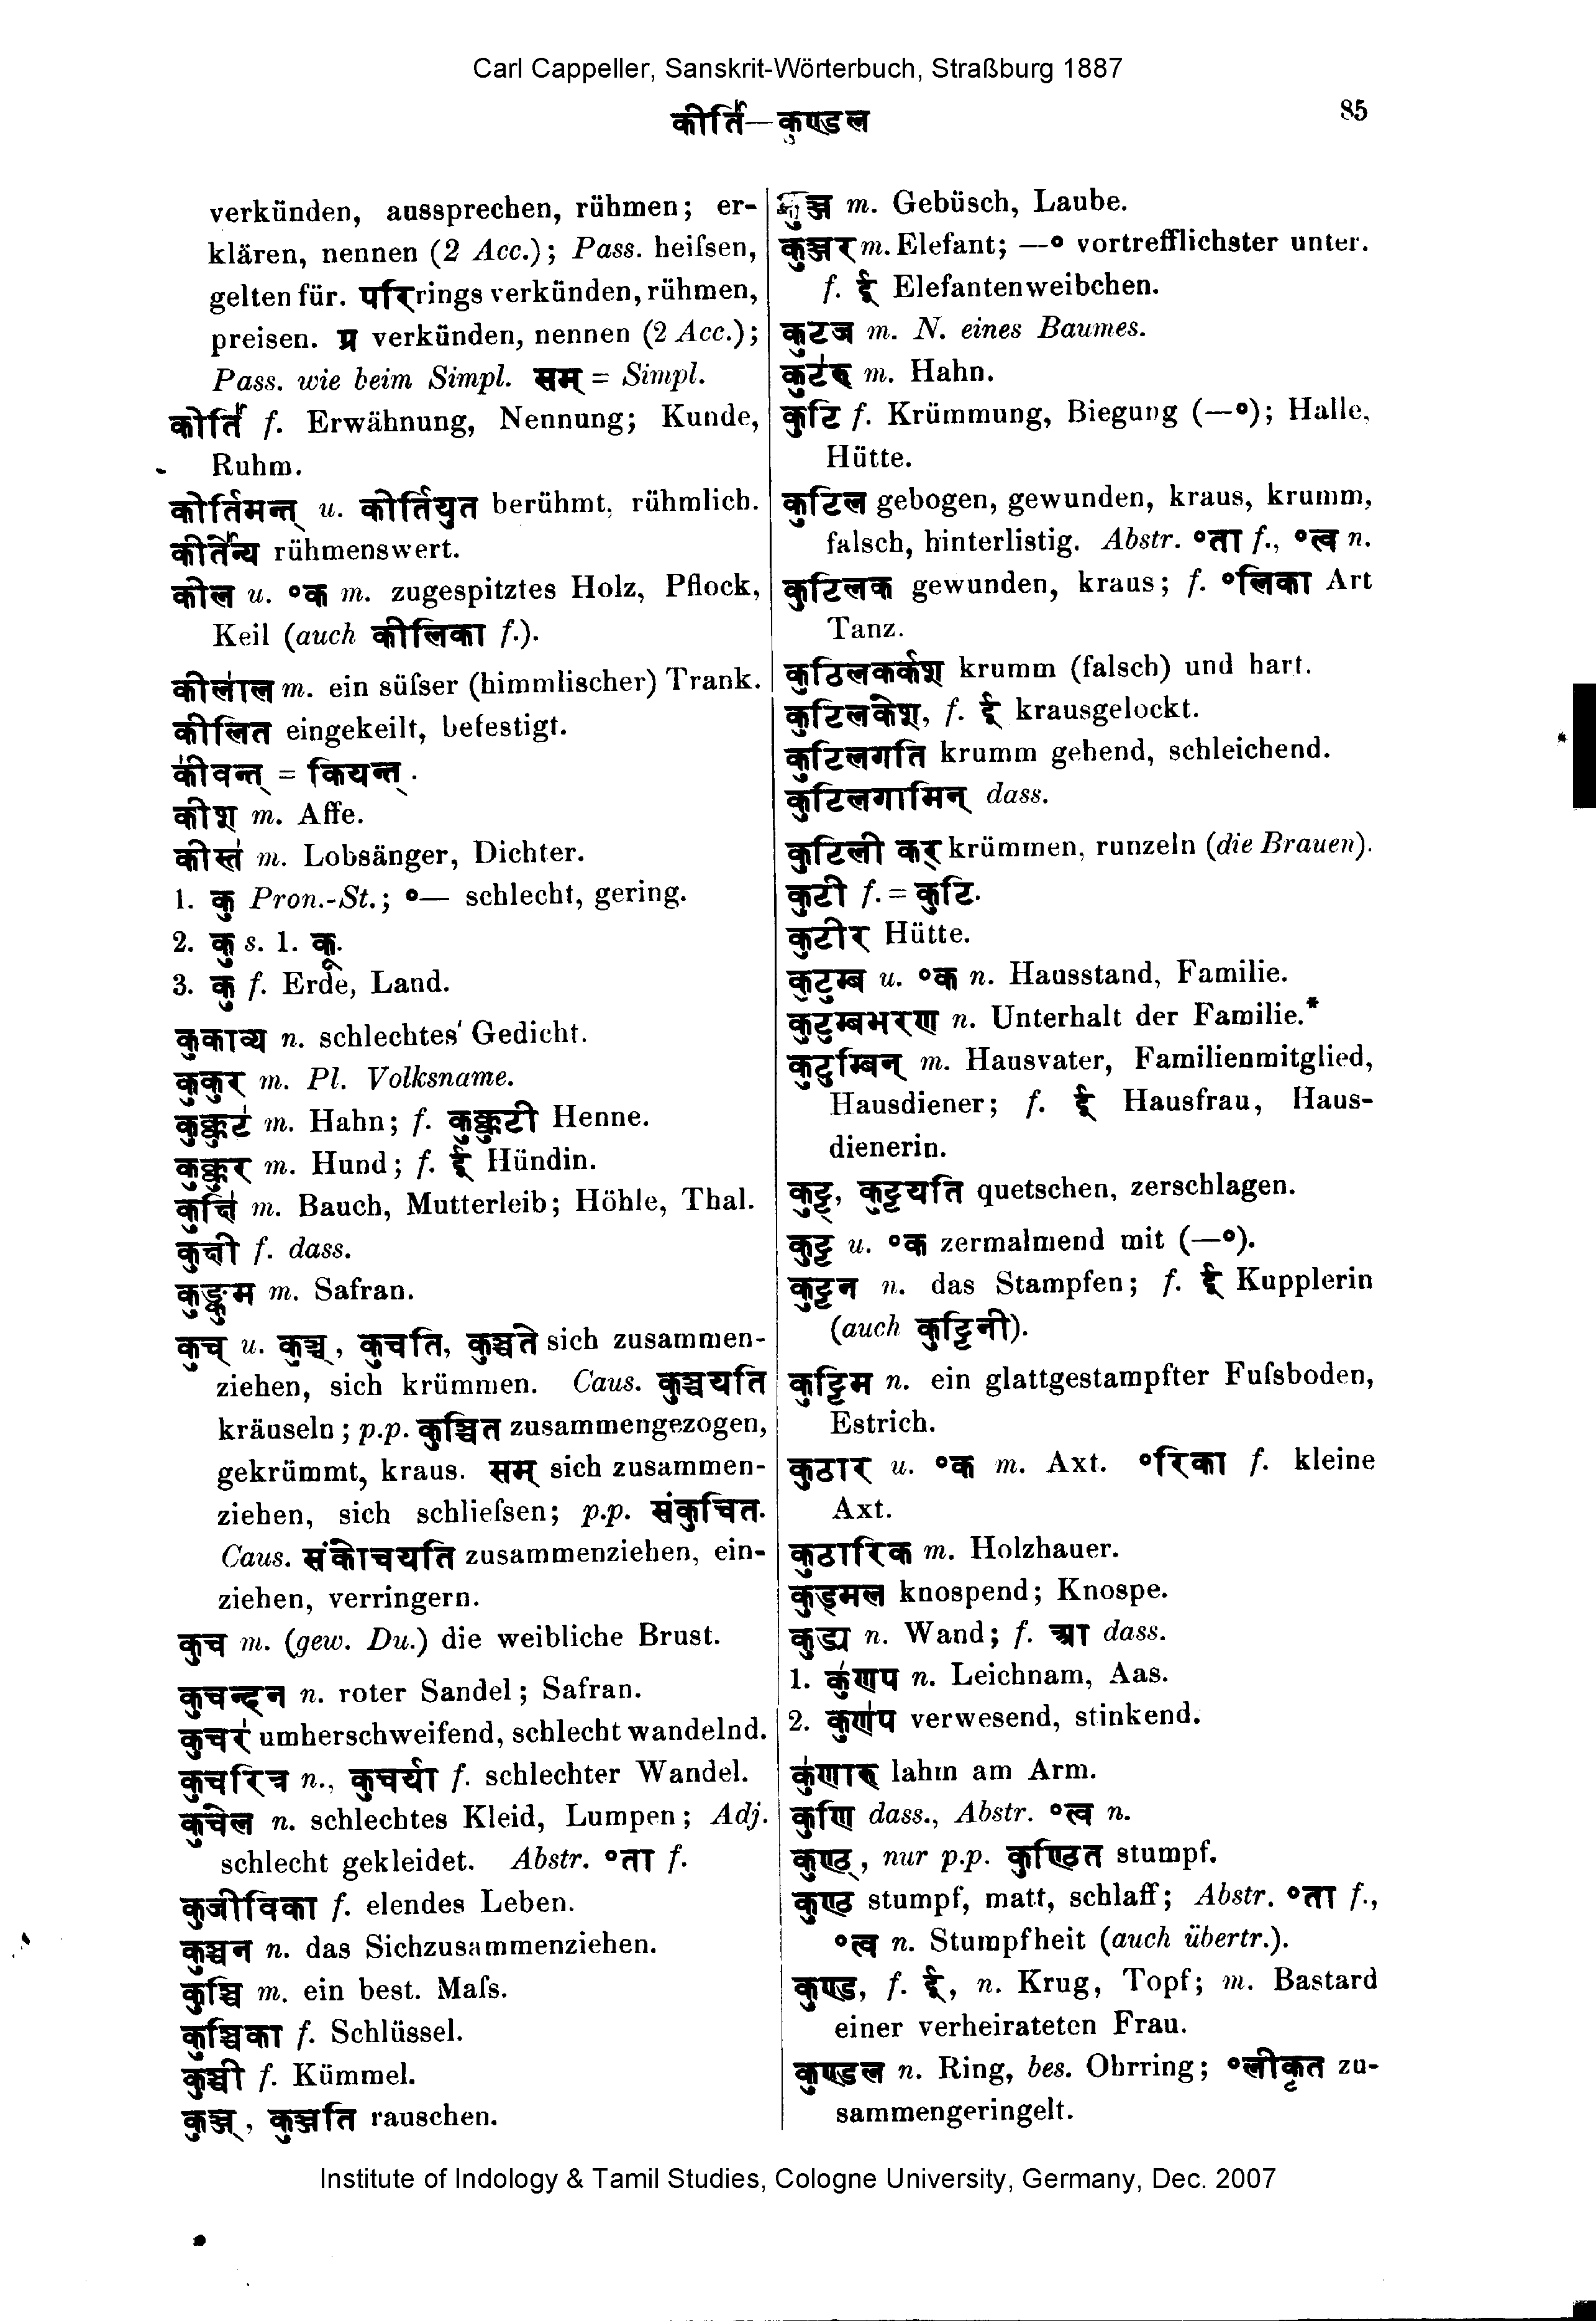 Carl Cappeller, Sanskrit-Wörterbuch, Straßburg 1887
कीर्ति—कुण्डल
85
verkünden, aussprechen, rühmen; er-
klären, nennen (2 Acc.); Pass. heifsen,
gelten für. परि rings verkünden, rühmen,
preisen. प्र verkünden, nennen (2 Acc.);
Pass. wie beim Simpl. सम् = Simpl.
कीर्ति f. Erwähnung, Nennung; Kunde,
Ruhm.
कीर्तिमन्त् u. कीर्तियुत berühmt, rühmlich.
कीर्तेन्य rühmenswert.
कील u. °क m. zugespitztes Holz, Pflock,
Keil (auch कीलिका f.).
कीलाल m. ein süfser (himmlischer) Trank.
कीलित eingekeilt, befestigt.
कीवन्त् = कियन्त्.
कीश m. Affe.
कीस्त m. Lobsänger, Dichter.
1. कु Pron.-St.; °— schlecht, gering.
2. कु s. 1. कू.
3. कु f. Erde, Land.
कुकाव्य n. schlechtes Gedicht.
कुकुर m. Pl. Volksname.
कुक्कुट m. Hahn; f. कुक्कुटी Henne.
कुक्कुर m. Hund; f. ई Hündin.
कुक्षि m. Bauch, Mutterleib; Höhle, Thal.
कुक्षी f. dass.
कुङ्कुम m. Safran.
कुच् u. कुञ्च्, कुचति, कुञ्चते sich zusammen-
ziehen, sich krümmen. Caus. कुञ्चयति
kräuseln; p.p. कुञ्चित zusammengezogen,
gekrümmt, kraus. सम् sich zusammen-
ziehen, sich schliefsen; p.p. संकुचित.
Caus. संकोचयति zusammenziehen, ein-
ziehen, verringern.
कुच m. (gew. Du.) die weibliche Brust.
कुचन्दन n. roter Sandel; Safran.
कुचर umherschweifend, schlecht wandelnd.
कुचरित्र n., कुचर्या f. schlechter Wandel.
कुचेल n. schlechtes Kleid, Lumpen; Adj.
schlecht gekleidet. Abstr. °ता f.
कुजीविका f. elendes Leben.
कुञ्चन n. das Sichzusammenziehen.
कुञ्चि m. ein best. Mafs.
कुञ्चिका f. Schlüssel.
कुञ्ची f. Kümmel.
कुञ्ज्, कुञ्जति rauschen.
कुञ्ज m. Gebüsch, Laube.
कुञ्जर m. Elefant; —° vortrefflichster unter.
f. ई Elefantenweibchen.
कुटज m. N. eines Baumes.
कुटरु m. Hahn.
कुटि f. Krümmung, Biegung (—°); Halle,
Hütte.
कुटिल gebogen, gewunden, kraus, krumm,
falsch, hinterlistig. Abstr. °ता f., °त्व n.
कुटिलक gewunden, kraus; f. °लिका Art
Tanz.
कुठिलकर्कश krumm (falsch) und hart.
कुटिलकेश, f. ई krausgelockt.
कुटिलगति krumm gehend, schleichend.
कुटिलगामिन् dass.
कुटिली कर् krümmen, runzeln (die Brauen).
कुटी f. = कुटि.
कुटीर Hütte.
कुटुम्ब u. °क n. Hausstand, Familie.
कुटुम्बभरण n. Unterhalt der Familie.*
कुटुम्बिन् m. Hausvater, Familienmitglied,
Hausdiener; f. ई Hausfrau, Haus-
dienerin.
कुट्ट्, कुट्टयति quetschen, zerschlagen.
कुट्ट u. °क zermalmend mit (—°).
कुट्टन n. das Stampfen; f. ई Kupplerin
(auch कुट्टिनी).
कुट्टिम n. ein glattgestampfter Fufsboden,
Estrich.
कुठार u. °क m. Axt. °रिका f. kleine
Axt.
कुठारिक m. Holzhauer.
कुड्मल knospend; Knospe.
कुड्य n. Wand; f. आ dass.
1. कुणप n. Leichnam, Aas.
2. कुणप verwesend, stinkend.
कुणारु lahm am Arm.
कुणि dass., Abstr. °त्व n.
कुण्ठ्, nur p.p. कुण्ठित stumpf.
कुण्ठ stumpf, matt, schlaff; Abstr. °ता f.,
°त्व n. Stumpfheit (auch übertr.).
कुण्ड, f. ई, n. Krug, Topf; m. Bastard
einer verheirateten Frau.
कुण्डल n. Ring, bes. Ohrring; °लीकृत zu-
sammengeringelt.
Institute of Indology & Tamil Studies, Cologne University, Germany, Dec. 2007